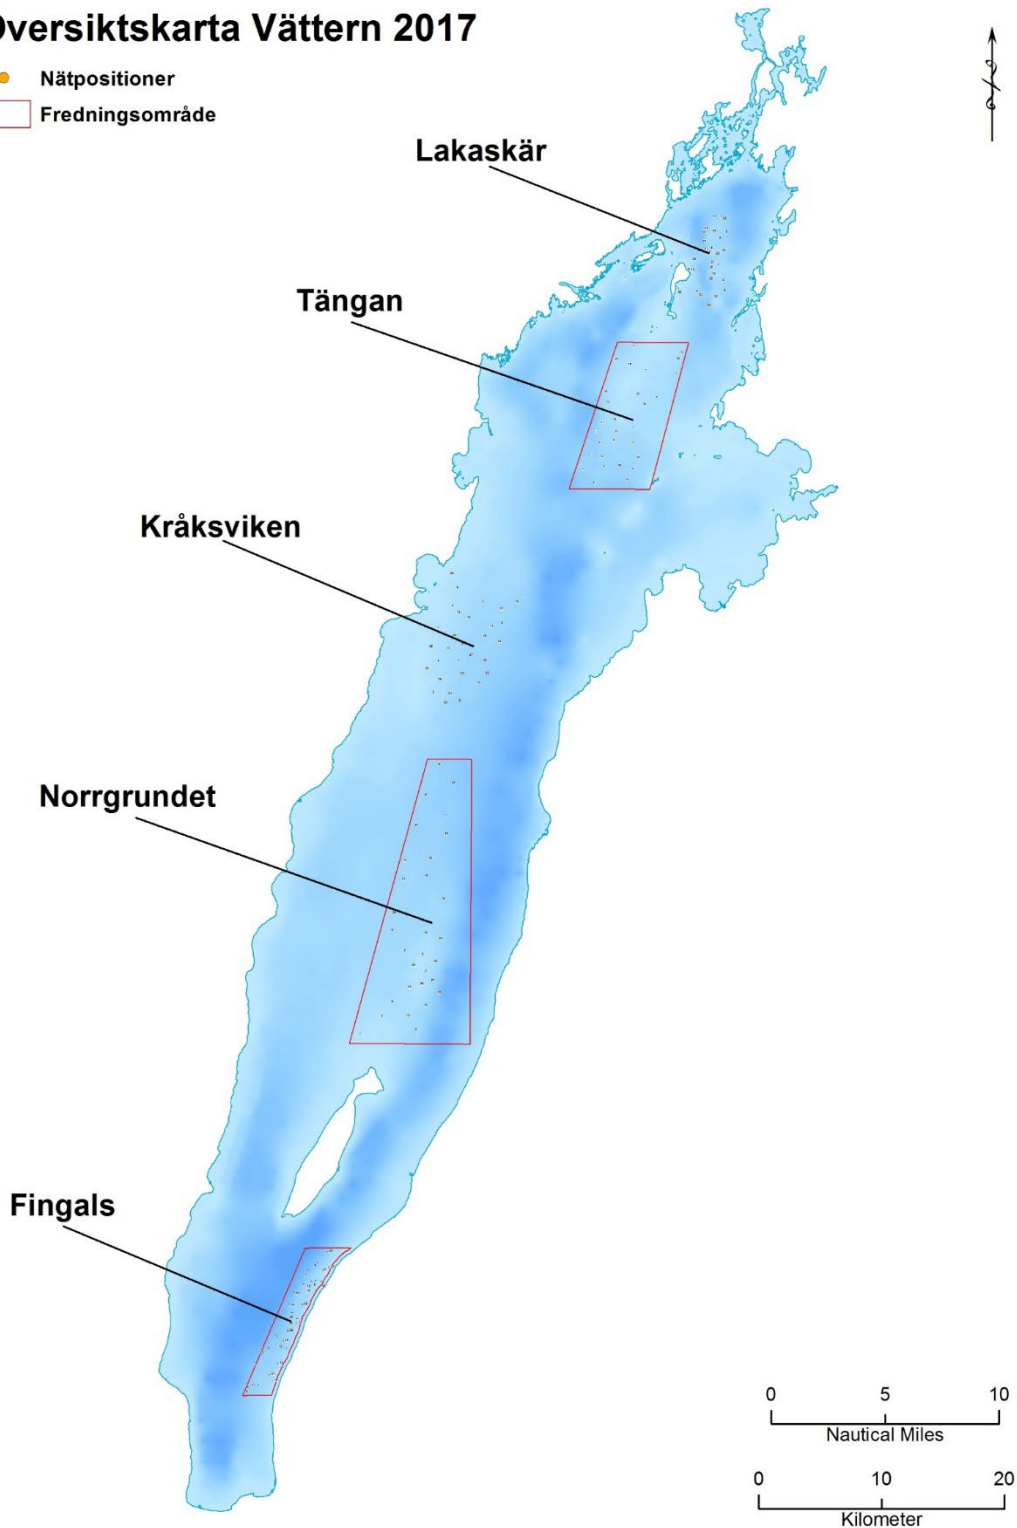 Översiktskarta Vättern 2017
Nätpositioner
Fredningsområde
Lakaskär
Tängan
Kråksviken
Norrgrundet
Fingals
0 5 10
Nautical Miles
0 10 20
Kilometer